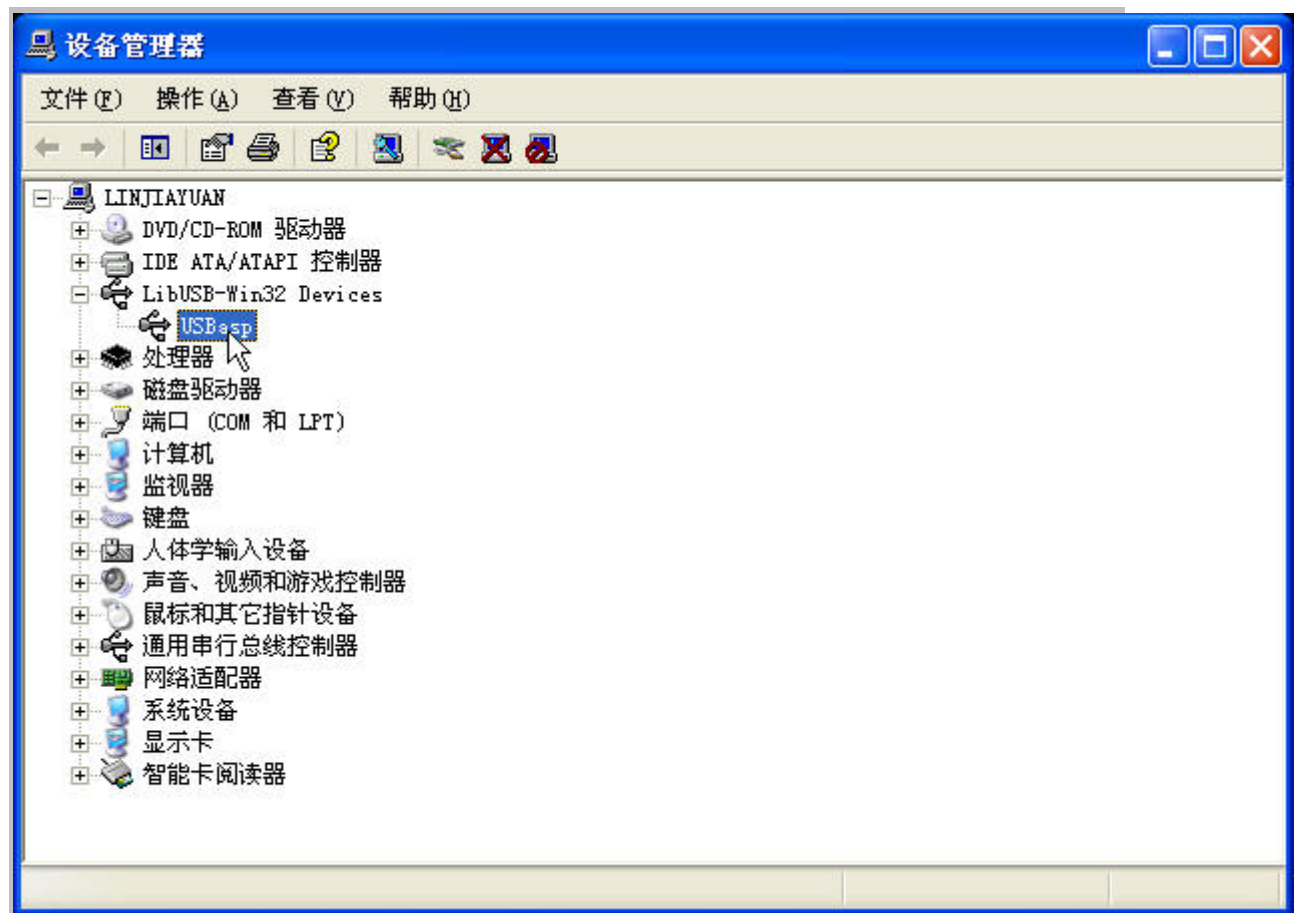 设备管理器
文件(F) 操作(A) 查看(V) 帮助(H)
LINJIAYUAN
DVD/CD-ROM 驱动器
IDE ATA/ATAPI 控制器
LibUSB-Win32 Devices
USBasp
处理器
磁盘驱动器
端口 (COM 和 LPT)
计算机
监视器
键盘
人体学输入设备
声音、视频和游戏控制器
鼠标和其它指针设备
通用串行总线控制器
网络适配器
系统设备
显示卡
智能卡阅读器